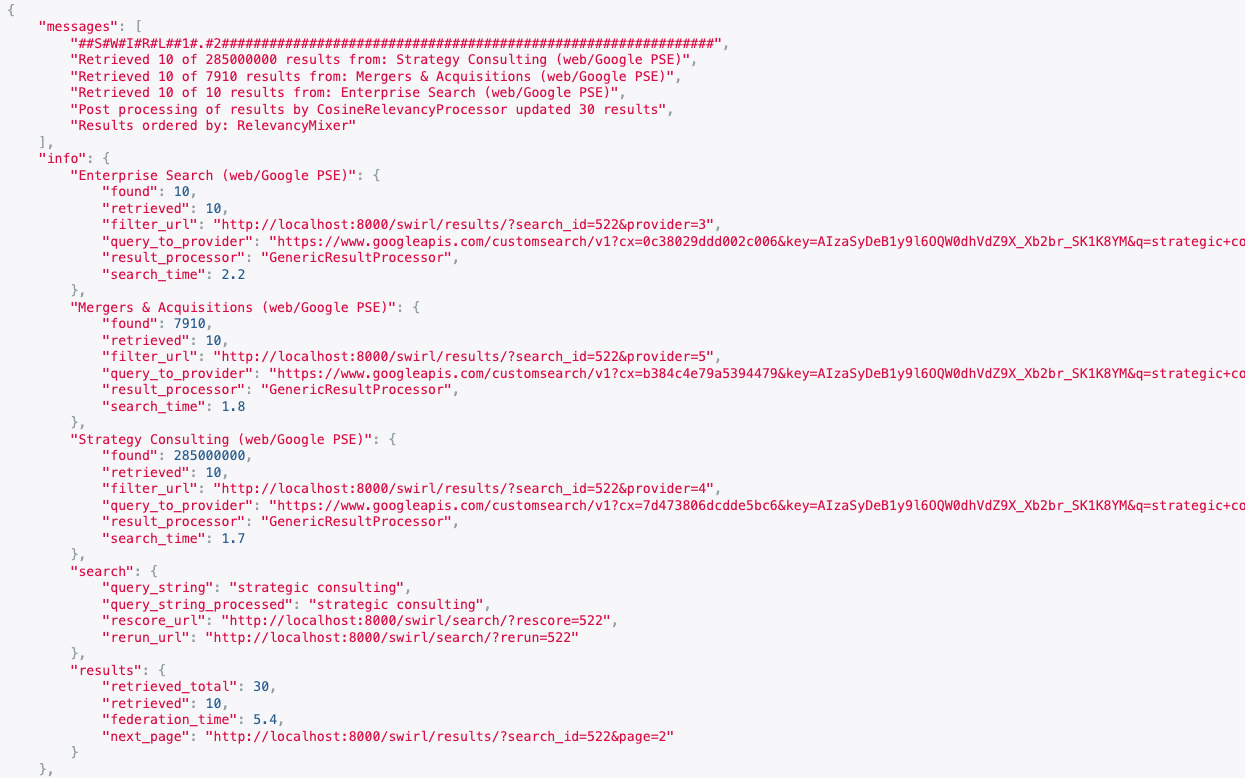 {
"messages": [
"##S#W#I#R#L##1#.#2##############################################################",
"Retrieved 10 of 285000000 results from: Strategy Consulting (web/Google PSE)",
"Retrieved 10 of 7910 results from: Mergers & Acquisitions (web/Google PSE)",
"Retrieved 10 of 10 results from: Enterprise Search (web/Google PSE)",
"Post processing of results by CosineRelevancyProcessor updated 30 results",
"Results ordered by: RelevancyMixer"
],
"info": {
"Enterprise Search (web/Google PSE)": {
"found": 10,
"retrieved": 10,
"filter_url": "http://localhost:8000/swirl/results/?search_id=522&provider=3",
"query_to_provider": "https://www.googleapis.com/customsearch/v1?cx=0c38029ddd002c006&key=AIzaSyDeB1y9l6OQW0dhVdZ9X_Xb2br_SK1K8YM&q=strategic+co
"result_processor": "GenericResultProcessor",
"search_time": 2.2
},
"Mergers & Acquisitions (web/Google PSE)": {
"found": 7910,
"retrieved": 10,
"filter_url": "http://localhost:8000/swirl/results/?search_id=522&provider=5",
"query_to_provider": "https://www.googleapis.com/customsearch/v1?cx=b384c4e79a5394479&key=AIzaSyDeB1y9l6OQW0dhVdZ9X_Xb2br_SK1K8YM&q=strategic+co
"result_processor": "GenericResultProcessor",
"search_time": 1.8
},
"Strategy Consulting (web/Google PSE)": {
"found": 285000000,
"retrieved": 10,
"filter_url": "http://localhost:8000/swirl/results/?search_id=522&provider=4",
"query_to_provider": "https://www.googleapis.com/customsearch/v1?cx=7d473806dcdde5bc6&key=AIzaSyDeB1y9l6OQW0dhVdZ9X_Xb2br_SK1K8YM&q=strategic+co
"result_processor": "GenericResultProcessor",
"search_time": 1.7
},
"search": {
"query_string": "strategic consulting",
"query_string_processed": "strategic consulting",
"rescore_url": "http://localhost:8000/swirl/search/?rescore=522",
"rerun_url": "http://localhost:8000/swirl/search/?rerun=522"
},
"results": {
"retrieved_total": 30,
"retrieved": 10,
"federation_time": 5.4,
"next_page": "http://localhost:8000/swirl/results/?search_id=522&page=2"
}
},